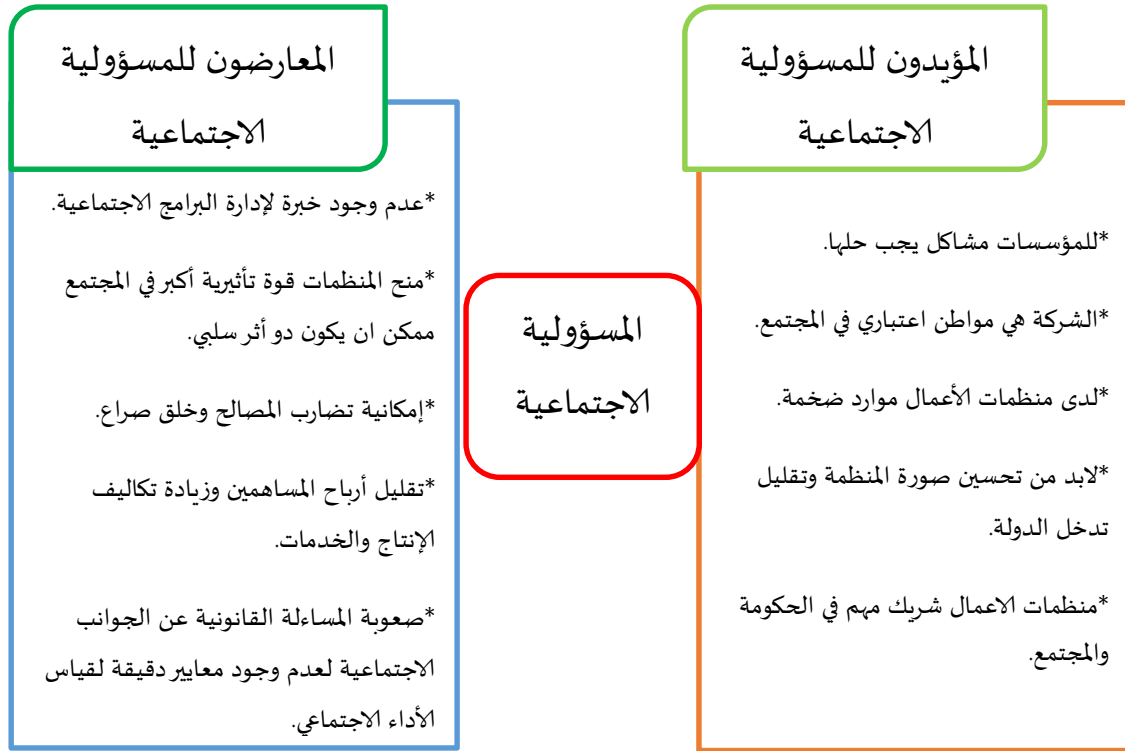 المؤيدون للمسؤولية
الاجتماعية
*للمؤسسات مشاكل يجب حلها.
*الشركة هي مواطن اعتباري في المجتمع.
*لدى منظمات الأعمال موارد ضخمة.
*لابد من تحسين صورة المنظمة وتقليل
تدخل الدولة.
*منظمات الاعمال شريك مهم في الحكومة
والمجتمع.
المسؤولية
الاجتماعية
المعارضون للمسؤولية
الاجتماعية
*عدم وجود خبرة لإدارة البرامج الاجتماعية.
*منح المنظمات قوة تأثيرية أكبر في المجتمع
ممكن ان يكون دو أثر سلبي.
*إمكانية تضارب المصالح وخلق صراع.
*تقليل أرباح المساهمين وزيادة تكاليف
الإنتاج والخدمات.
*صعوبة المساءلة القانونية عن الجوانب
الاجتماعية لعدم وجود معايير دقيقة لقياس
الأداء الاجتماعي.